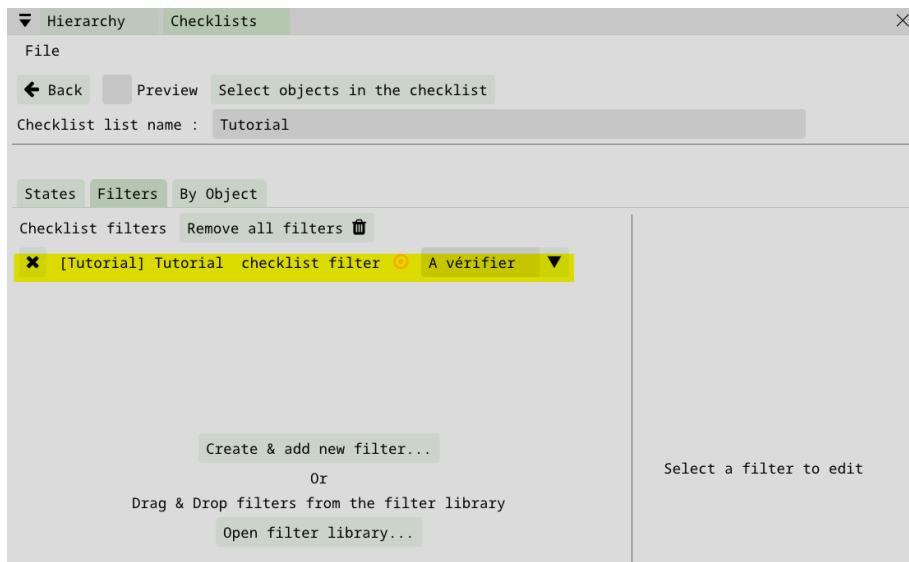 Hierarchy Checklists
File
Back Preview Select objects in the checklist
Checklist list name : Tutorial
States Filters By Object
Checklist filters Remove all filters
[Tutorial] Tutorial checklist filter A vérifier
Create & add new filter...
Or
Select a filter to edit
Drag & Drop filters from the filter library
Open filter library...